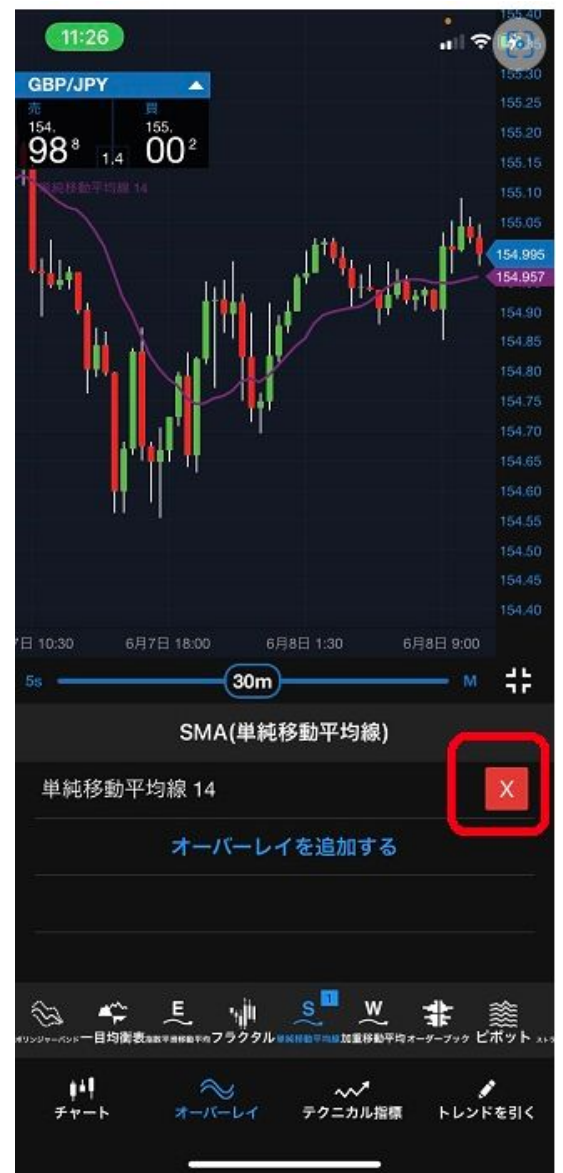 11:26
155.40
GBP/JPY
155.30
売 買
155.25
154. 155.
98⁸ 1.4 00²
155.20
155.15
単純移動平均線 14
155.10
155.05
154.995
154.957
154.90
154.85
154.80
154.75
154.70
154.65
154.60
154.55
154.50
154.45
154.40
日 10:30 6月7日 18:00 6月8日 1:30 6月8日 9:00
5s 30m M
SMA(単純移動平均線)
単純移動平均線 14 X
オーバーレイを追加する
1
E S W
ボリンジャーバンド 一目均衡表 指数平滑移動平均 フラクタル 単純移動平均線 加重移動平均 オーダーブック ピボット
チャート オーバーレイ テクニカル指標 トレンドを引く